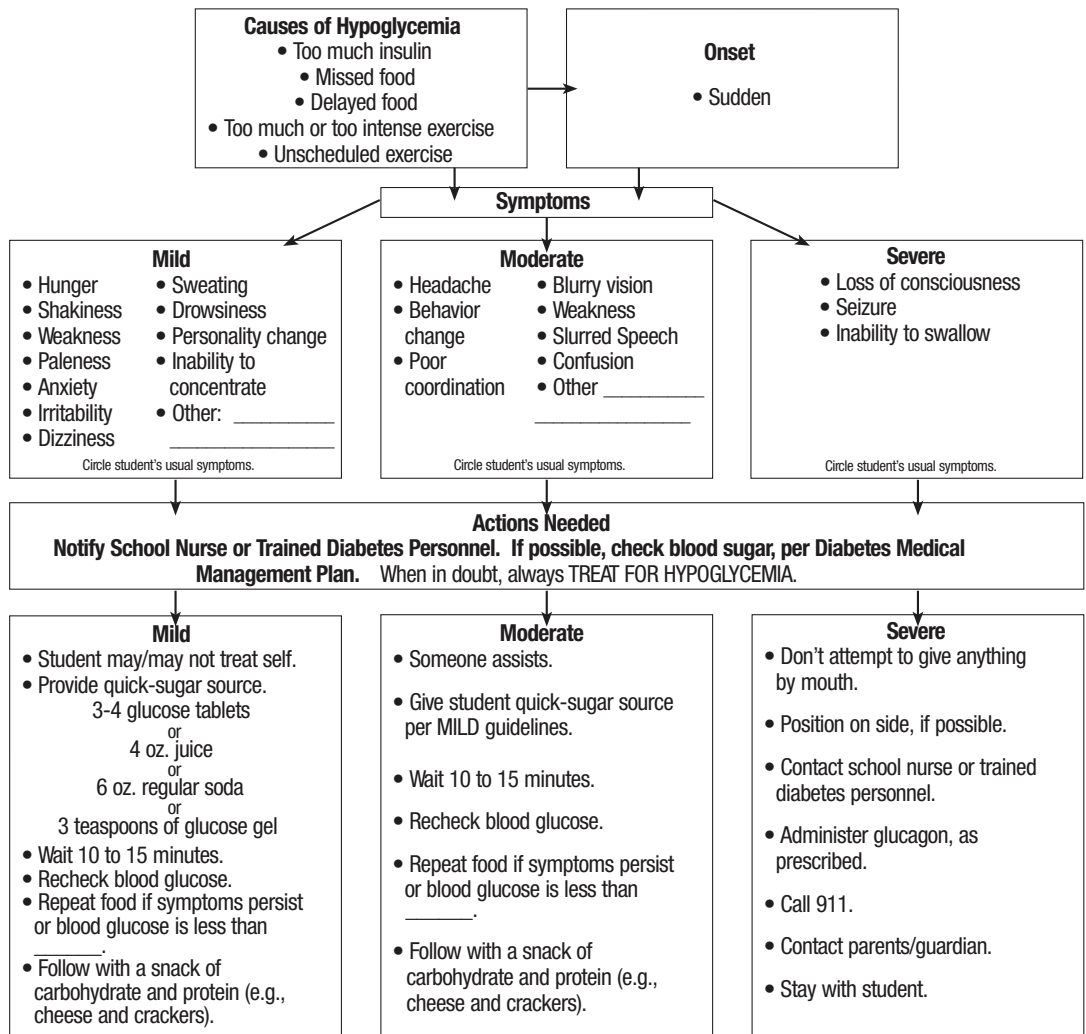 Causes of Hypoglycemia
• Too much insulin
• Missed food
• Delayed food
• Too much or too intense exercise
• Unscheduled exercise
Onset
• Sudden
Symptoms
Mild
• Hunger
• Shakiness
• Weakness
• Paleness
• Anxiety
• Irritability
• Dizziness
• Sweating
• Drowsiness
• Personality change
• Inability to
concentrate
• Other: ___________
__________________
Circle student's usual symptoms.
Moderate
• Headache
• Behavior
change
• Poor
coordination
• Blurry vision
• Weakness
• Slurred Speech
• Confusion
• Other ___________
_________________
Circle student's usual symptoms.
Severe
• Loss of consciousness
• Seizure
• Inability to swallow
Circle student's usual symptoms.
Actions Needed
Notify School Nurse or Trained Diabetes Personnel. If possible, check blood sugar, per Diabetes Medical
Management Plan. When in doubt, always TREAT FOR HYPOGLYCEMIA.
Mild
• Student may/may not treat self.
• Provide quick-sugar source.
3-4 glucose tablets
or
4 oz. juice
or
6 oz. regular soda
or
3 teaspoons of glucose gel
• Wait 10 to 15 minutes.
• Recheck blood glucose.
• Repeat food if symptoms persist
or blood glucose is less than
_______.
• Follow with a snack of
carbohydrate and protein (e.g.,
cheese and crackers).
Moderate
• Someone assists.
• Give student quick-sugar source
per MILD guidelines.
• Wait 10 to 15 minutes.
• Recheck blood glucose.
• Repeat food if symptoms persist
or blood glucose is less than
______.
• Follow with a snack of
carbohydrate and protein (e.g.,
cheese and crackers).
Severe
• Don't attempt to give anything
by mouth.
• Position on side, if possible.
• Contact school nurse or trained
diabetes personnel.
• Administer glucagon, as
prescribed.
• Call 911.
• Contact parents/guardian.
• Stay with student.